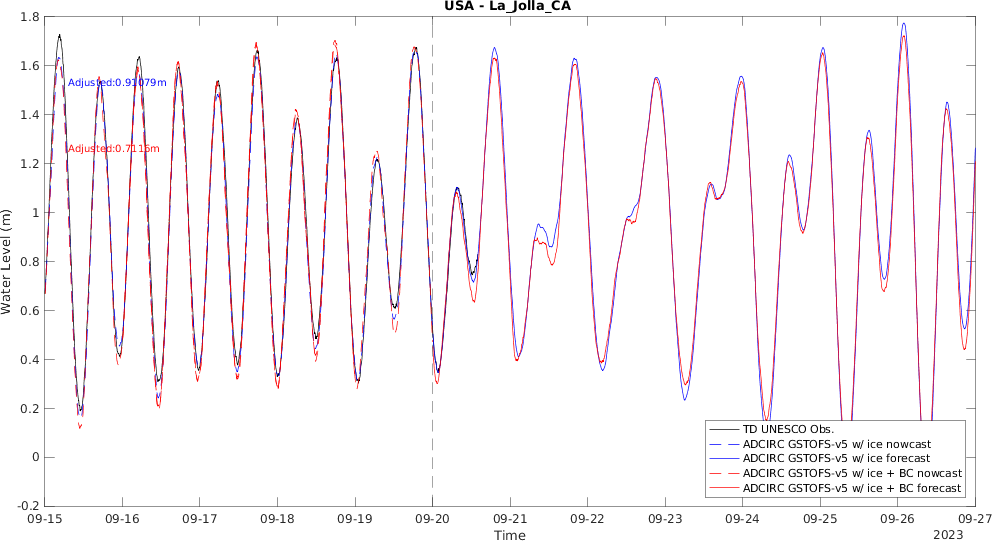 USA - La_Jolla_CA
Water Level (m)
1.8
1.6
1.4
1.2
1
0.8
0.6
0.4
0.2
0
-0.2
Adjusted:0.91079m
Adjusted:0.7115m
TD UNESCO Obs.
ADCIRC GSTOFS-v5 w/ ice nowcast
ADCIRC GSTOFS-v5 w/ ice forecast
ADCIRC GSTOFS-v5 w/ ice + BC nowcast
ADCIRC GSTOFS-v5 w/ ice + BC forecast
09-15 09-16 09-17 09-18 09-19 09-20 09-21 09-22 09-23 09-24 09-25 09-26 09-27
Time
2023